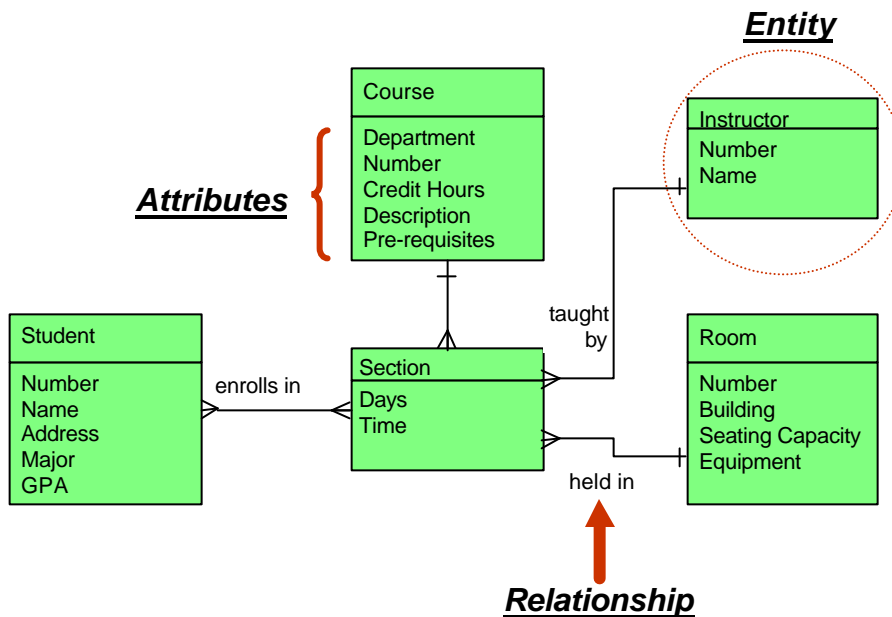 Entity
Course
Department
Number
Credit Hours
Description
Pre-requisites
Attributes
Instructor
Number
Name
taught
by
Student
Number
Name
Address
Major
GPA
enrolls in
Section
Days
Time
Room
Number
Building
Seating Capacity
Equipment
held in
Relationship